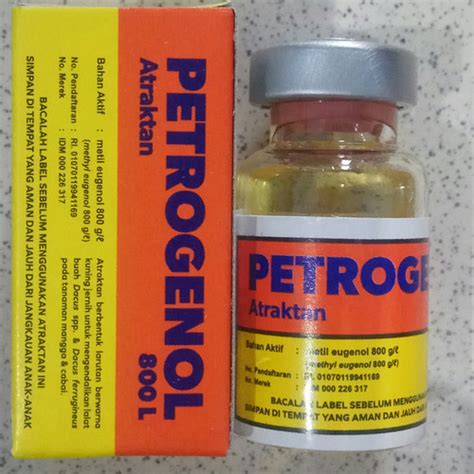 PETROGENOL
800 L
Atraktan
Bahan Aktif : metil eugenol 800 g/ℓ
(methyl eugenol 800 g/ℓ)
No. Pendaftaran : RI. 01070119941169
No. Merek : IDM 000 226 317
Atraktan berbentuk larutan berwarna
kuning jernih untuk mengendalikan lalat
buah Dacus spp. & Dacus ferrugineus
pada tanaman mangga & cabai.
BACALAH LABEL SEBELUM MENGGUNAKAN ATRAKTAN INI
SIMPAN DI TEMPAT YANG AMAN DAN JAUH DARI JANGKAUAN ANAK-ANAK
PETROGE
Atraktan
Bahan Aktif : metil eugenol 800 g/ℓ
(methyl eugenol 800 g/ℓ)
No. Pendaftaran : RI. 01070119941169
No. Merek : IDM 000 226 317
BACALAH LABEL SEBELUM MENGGUN
SIMPAN DI TEMPAT YANG AMAN DAN JAUH DA